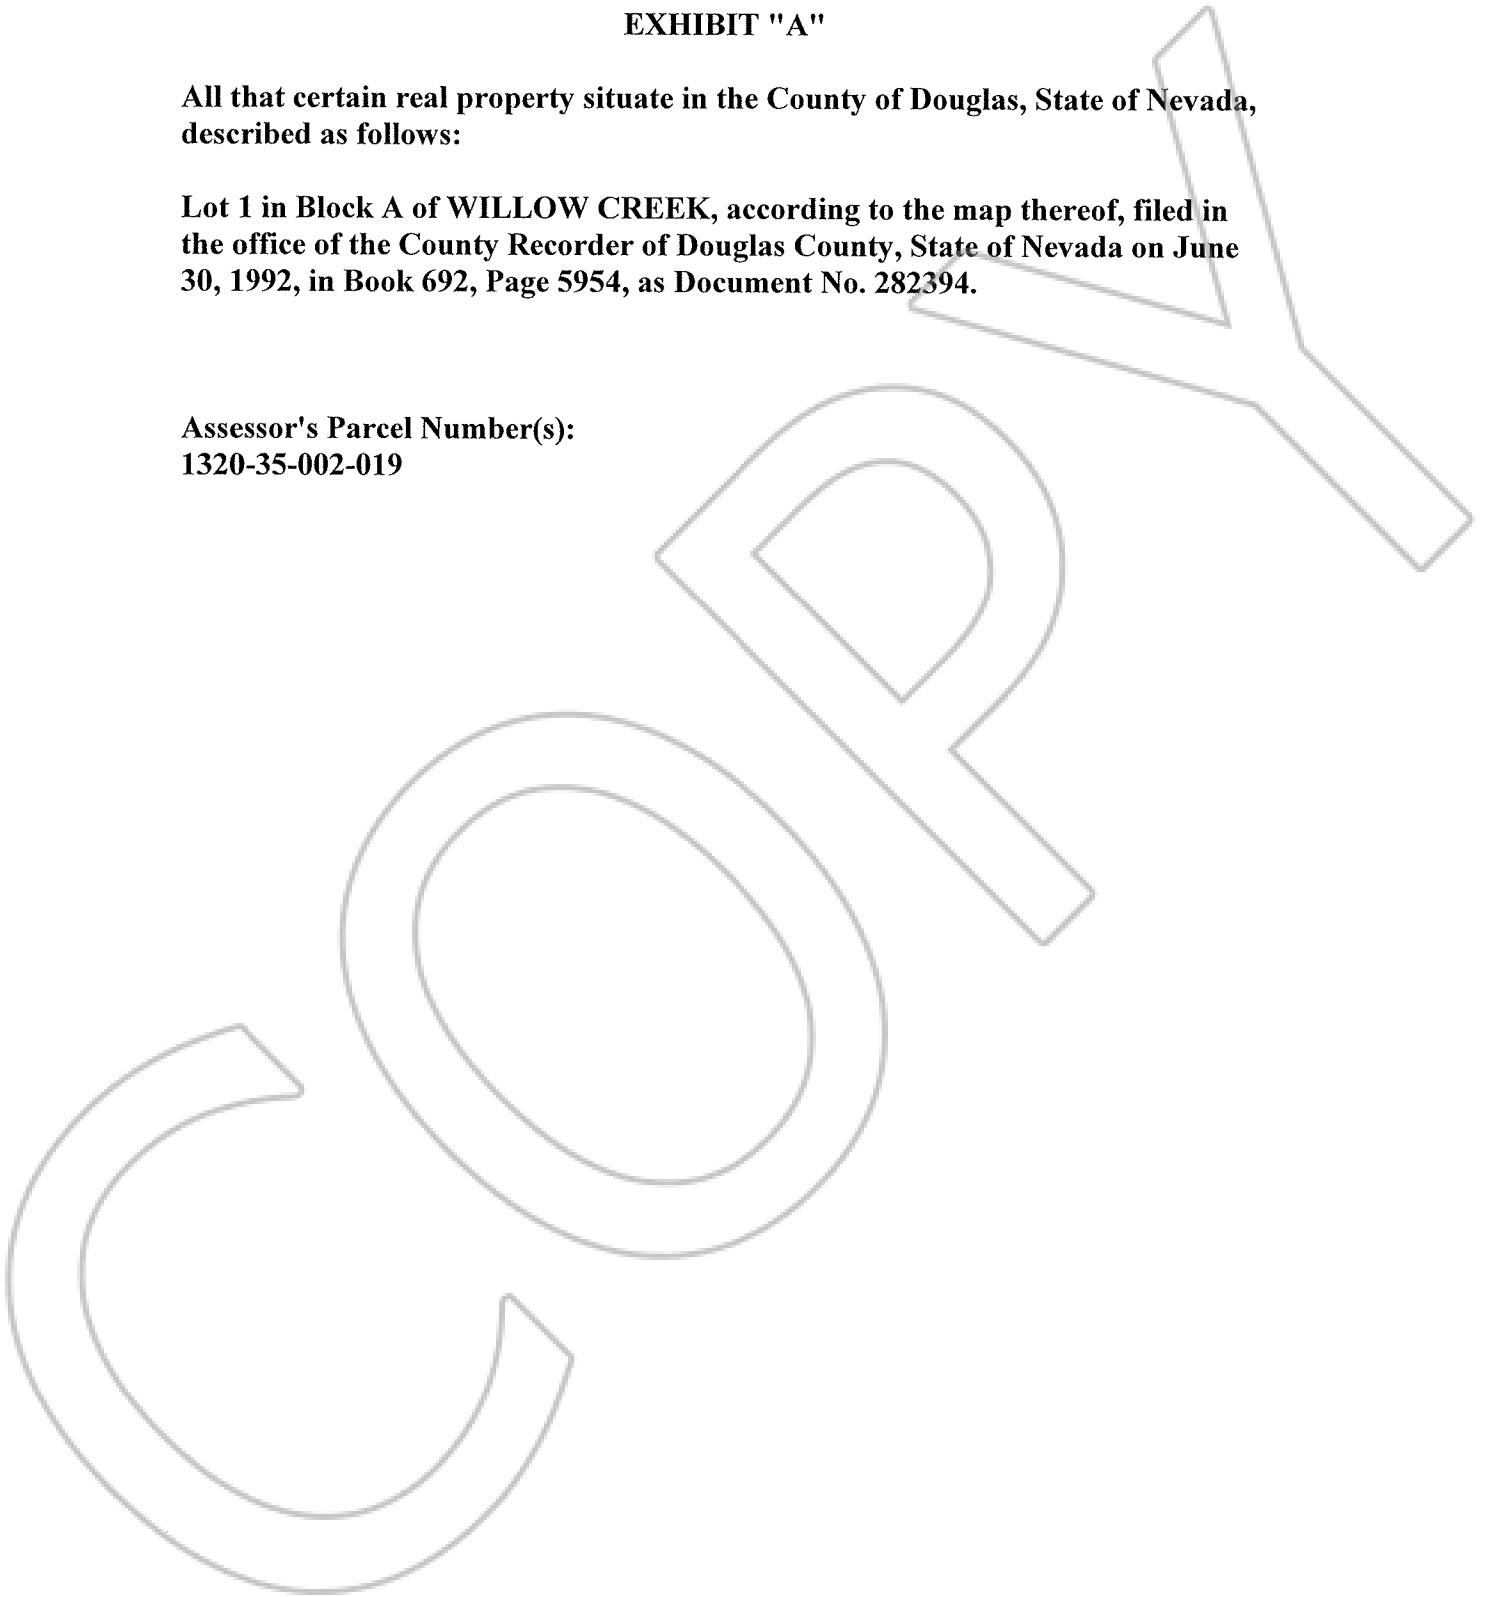 EXHIBIT "A"
All that certain real property situate in the County of Douglas, State of Nevada,
described as follows:
Lot 1 in Block A of WILLOW CREEK, according to the map thereof, filed in
the office of the County Recorder of Douglas County, State of Nevada on June
30, 1992, in Book 692, Page 5954, as Document No. 282394.
Assessor's Parcel Number(s):
1320-35-002-019
COPY